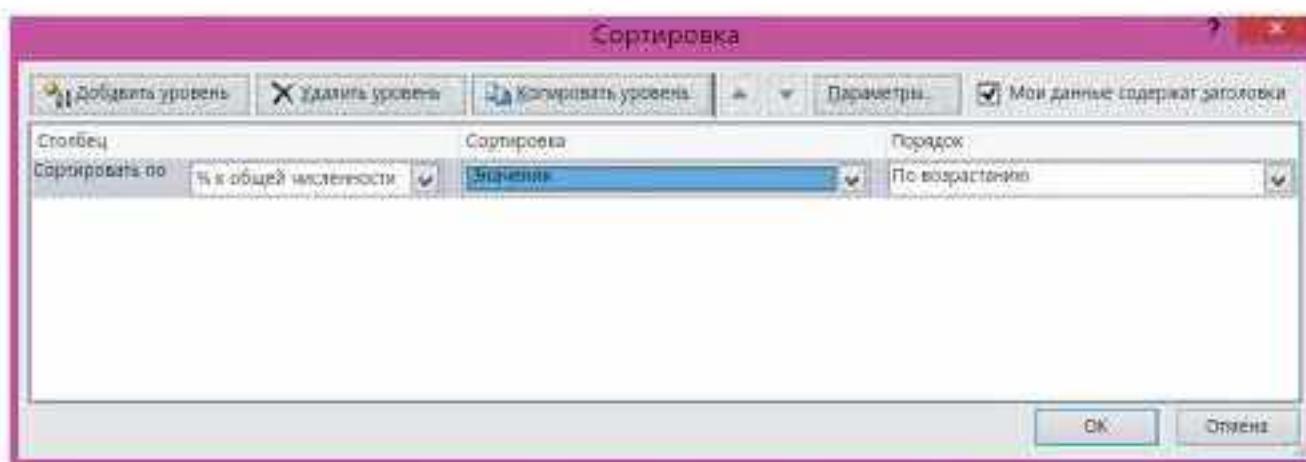 Сортировка ?
Добавить уровень Удалить уровень Копировать уровень Параметры... Мои данные содержат заголовки
Столбец Сортировка Порядок
Сортировать по % к общей численности Значения По возрастанию
OK Отмена